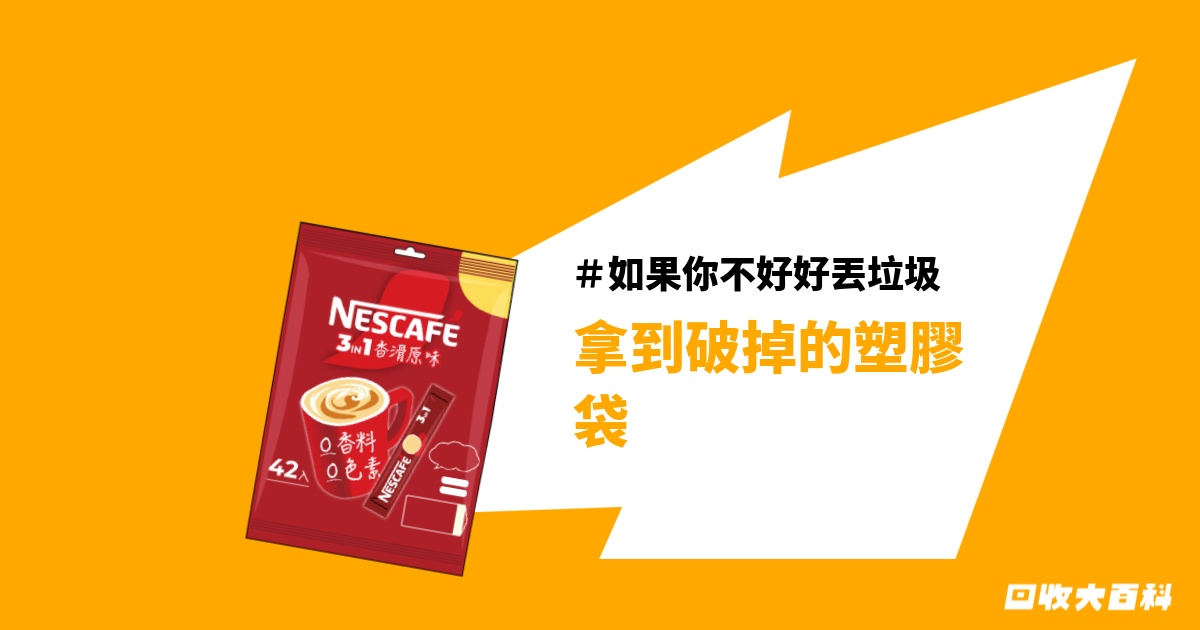 #如果你不好好丟垃圾
拿到破掉的塑膠
袋
NESCAFE
3IN1香滑原味
0香料
0色素
42入
NESCAFE 3IN1
回收大百科